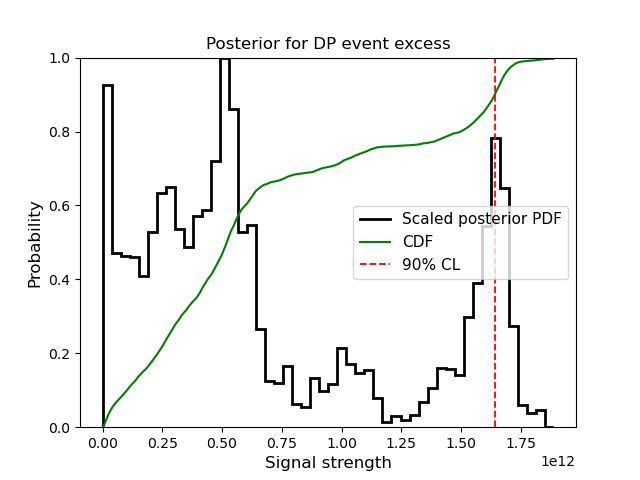 Posterior for DP event excess
1.0
0.8
0.6
0.4
0.2
0.0
Probability
Scaled posterior PDF
CDF
90% CL
0.00 0.25 0.50 0.75 1.00 1.25 1.50 1.75
1e12
Signal strength